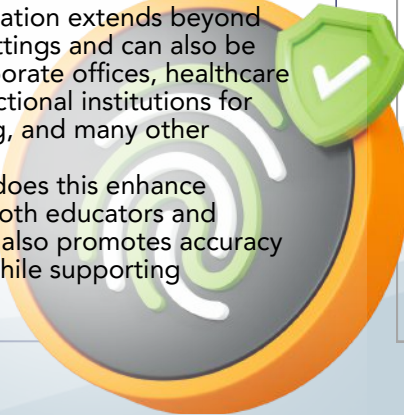 ation extends beyond
ttings and can also be
orate offices, healthcare
ctional institutions for
g, and many other
does this enhance
oth educators and
also promotes accuracy
hile supporting